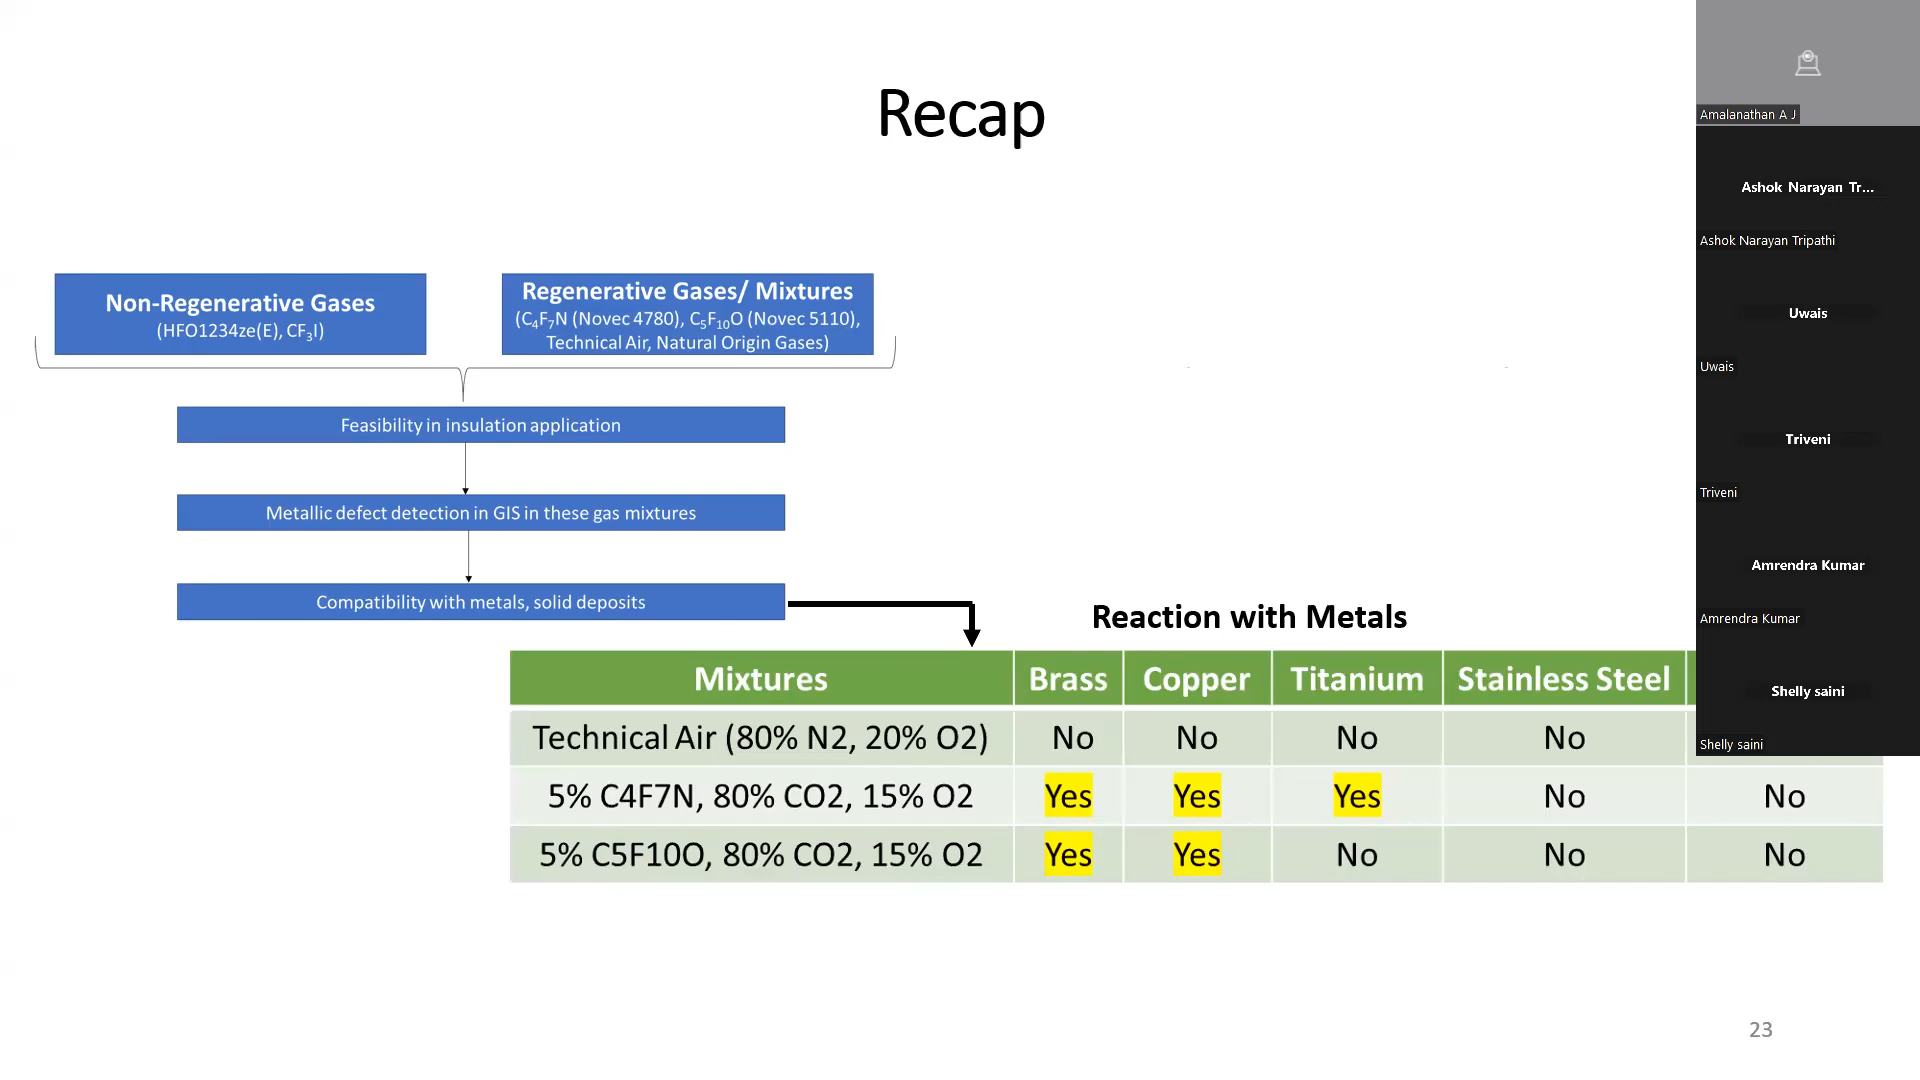 Recap
Non-Regenerative Gases
(HFO1234ze(E), CF3I)
Regenerative Gases/ Mixtures
(C4F7N (Novec 4780), C5F10O (Novec 5110),
Technical Air, Natural Origin Gases)
Feasibility in insulation application
Metallic defect detection in GIS in these gas mixtures
Compatibility with metals, solid deposits
Reaction with Metals
Mixtures Brass Copper Titanium Stainless Steel
Technical Air (80% N2, 20% O2) No No No No
5% C4F7N, 80% CO2, 15% O2 Yes Yes Yes No No
5% C5F10O, 80% CO2, 15% O2 Yes Yes No No No
23
Amalanathan A J
Ashok Narayan Tr...
Ashok Narayan Tripathi
Uwais
Uwais
Triveni
Triveni
Amrendra Kumar
Amrendra Kumar
Shelly saini
Shelly saini